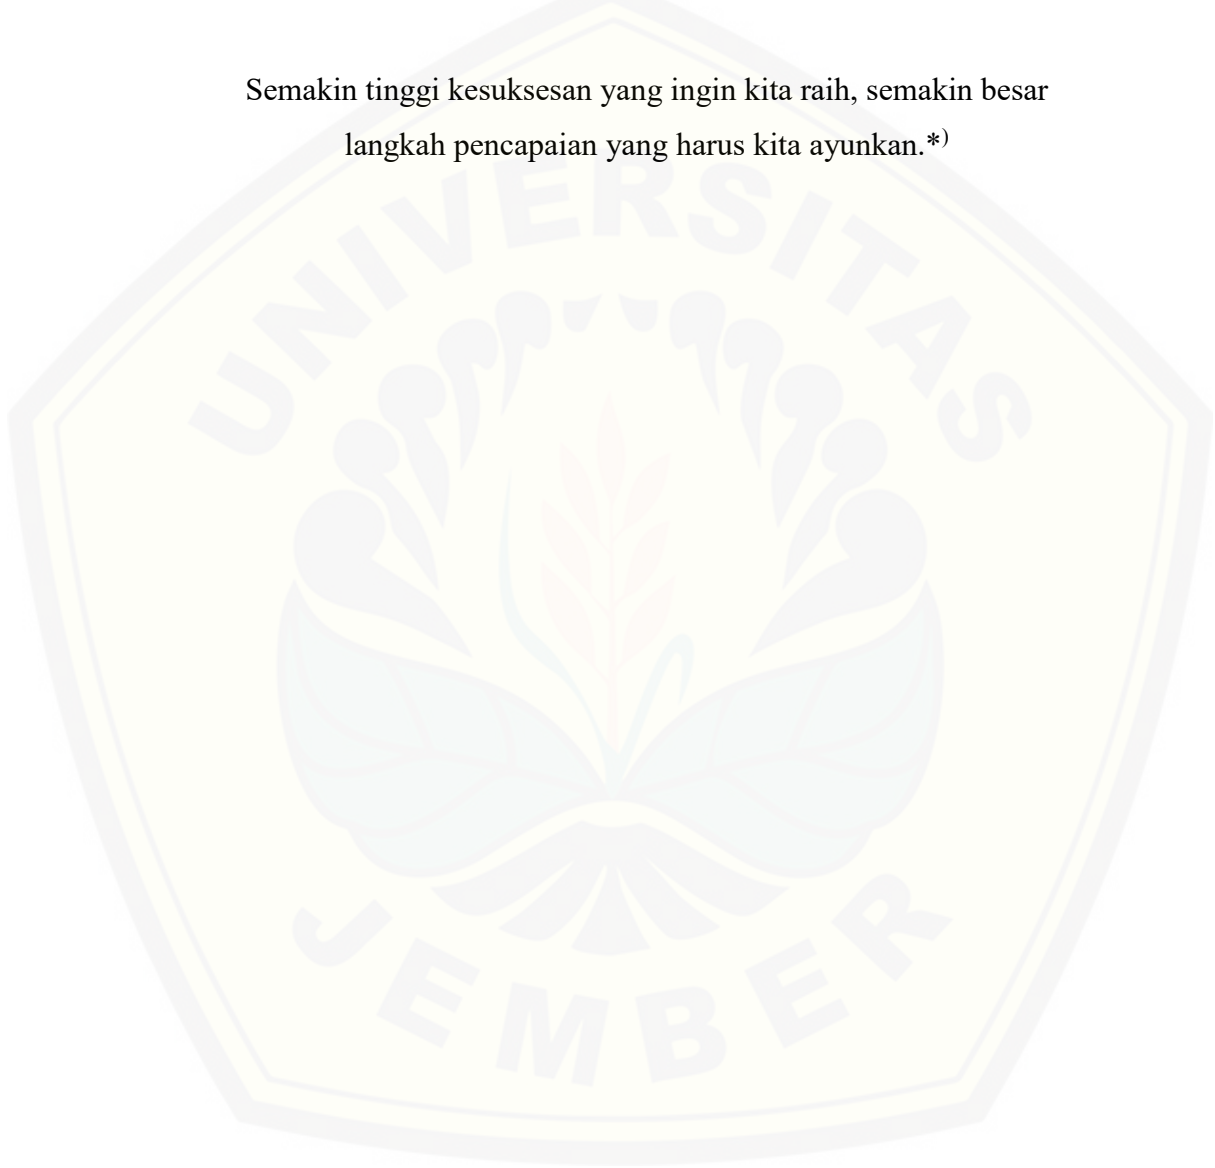 Semakin tinggi kesuksesan yang ingin kita raih, semakin besar
langkah pencapaian yang harus kita ayunkan.*)
UNIVERSITAS
JEMBER